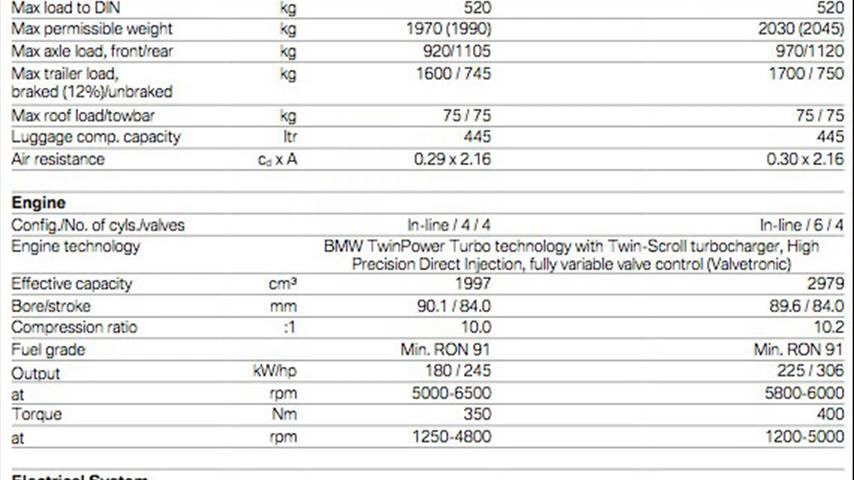 Max load to DIN kg 520 520
Max permissible weight kg 1970 (1990) 2030 (2045)
Max axle load, front/rear kg 920/1105 970/1120
Max trailer load, kg 1600 / 745 1700 / 750
braked (12%)/unbraked
Max roof load/towbar kg 75 / 75 75 / 75
Luggage comp. capacity ltr 445 445
Air resistance cd x A 0.29 x 2.16 0.30 x 2.16
Engine
Config./No. of cyls./valves In-line / 4 / 4 In-line / 6 / 4
Engine technology BMW TwinPower Turbo technology with Twin-Scroll turbocharger, High
Precision Direct Injection, fully variable valve control (Valvetronic)
Effective capacity cm³ 1997 2979
Bore/stroke mm 90.1 / 84.0 89.6 / 84.0
Compression ratio :1 10.0 10.2
Fuel grade Min. RON 91 Min. RON 91
Output kW/hp 180 / 245 225 / 306
at rpm 5000-6500 5800-6000
Torque Nm 350 400
at rpm 1250-4800 1200-5000
Electrical System